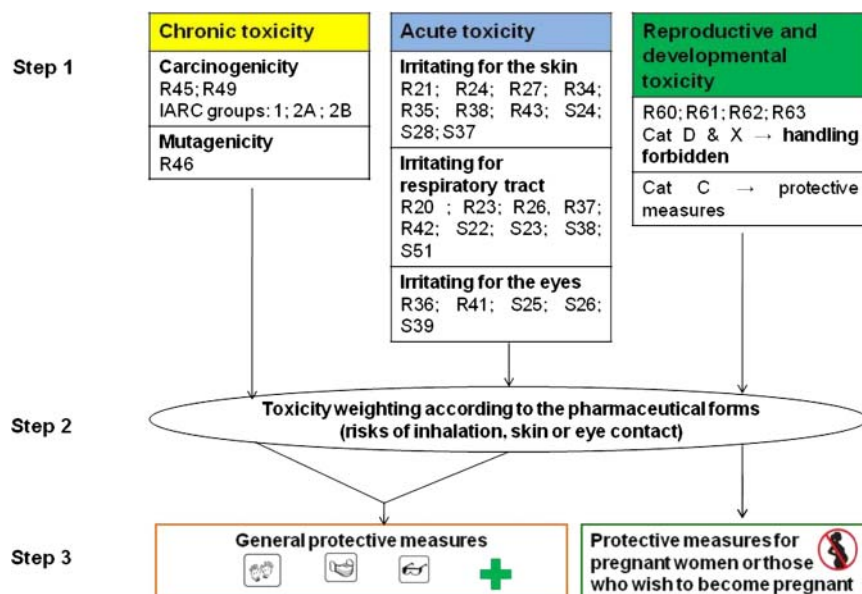 Step 1
Chronic toxicity
Carcinogenicity
R45; R49
IARC groups: 1; 2A ; 2B
Mutagenicity
R46
Acute toxicity
Irritating for the skin
R21; R24; R27; R34;
R35; R38; R43; S24;
S28; S37
Irritating for
respiratory tract
R20 ; R23; R26, R37;
R42; S22; S23; S38;
S51
Irritating for the eyes
R36; R41; S25; S26;
S39
Reproductive and
developmental
toxicity
R60; R61; R62; R63
Cat D & X → handling
forbidden
Cat C → protective
measures
Step 2
Toxicity weighting according to the pharmaceutical forms
(risks of inhalation, skin or eye contact)
Step 3
General protective measures
Protective measures for
pregnant women or those
who wish to become pregnant